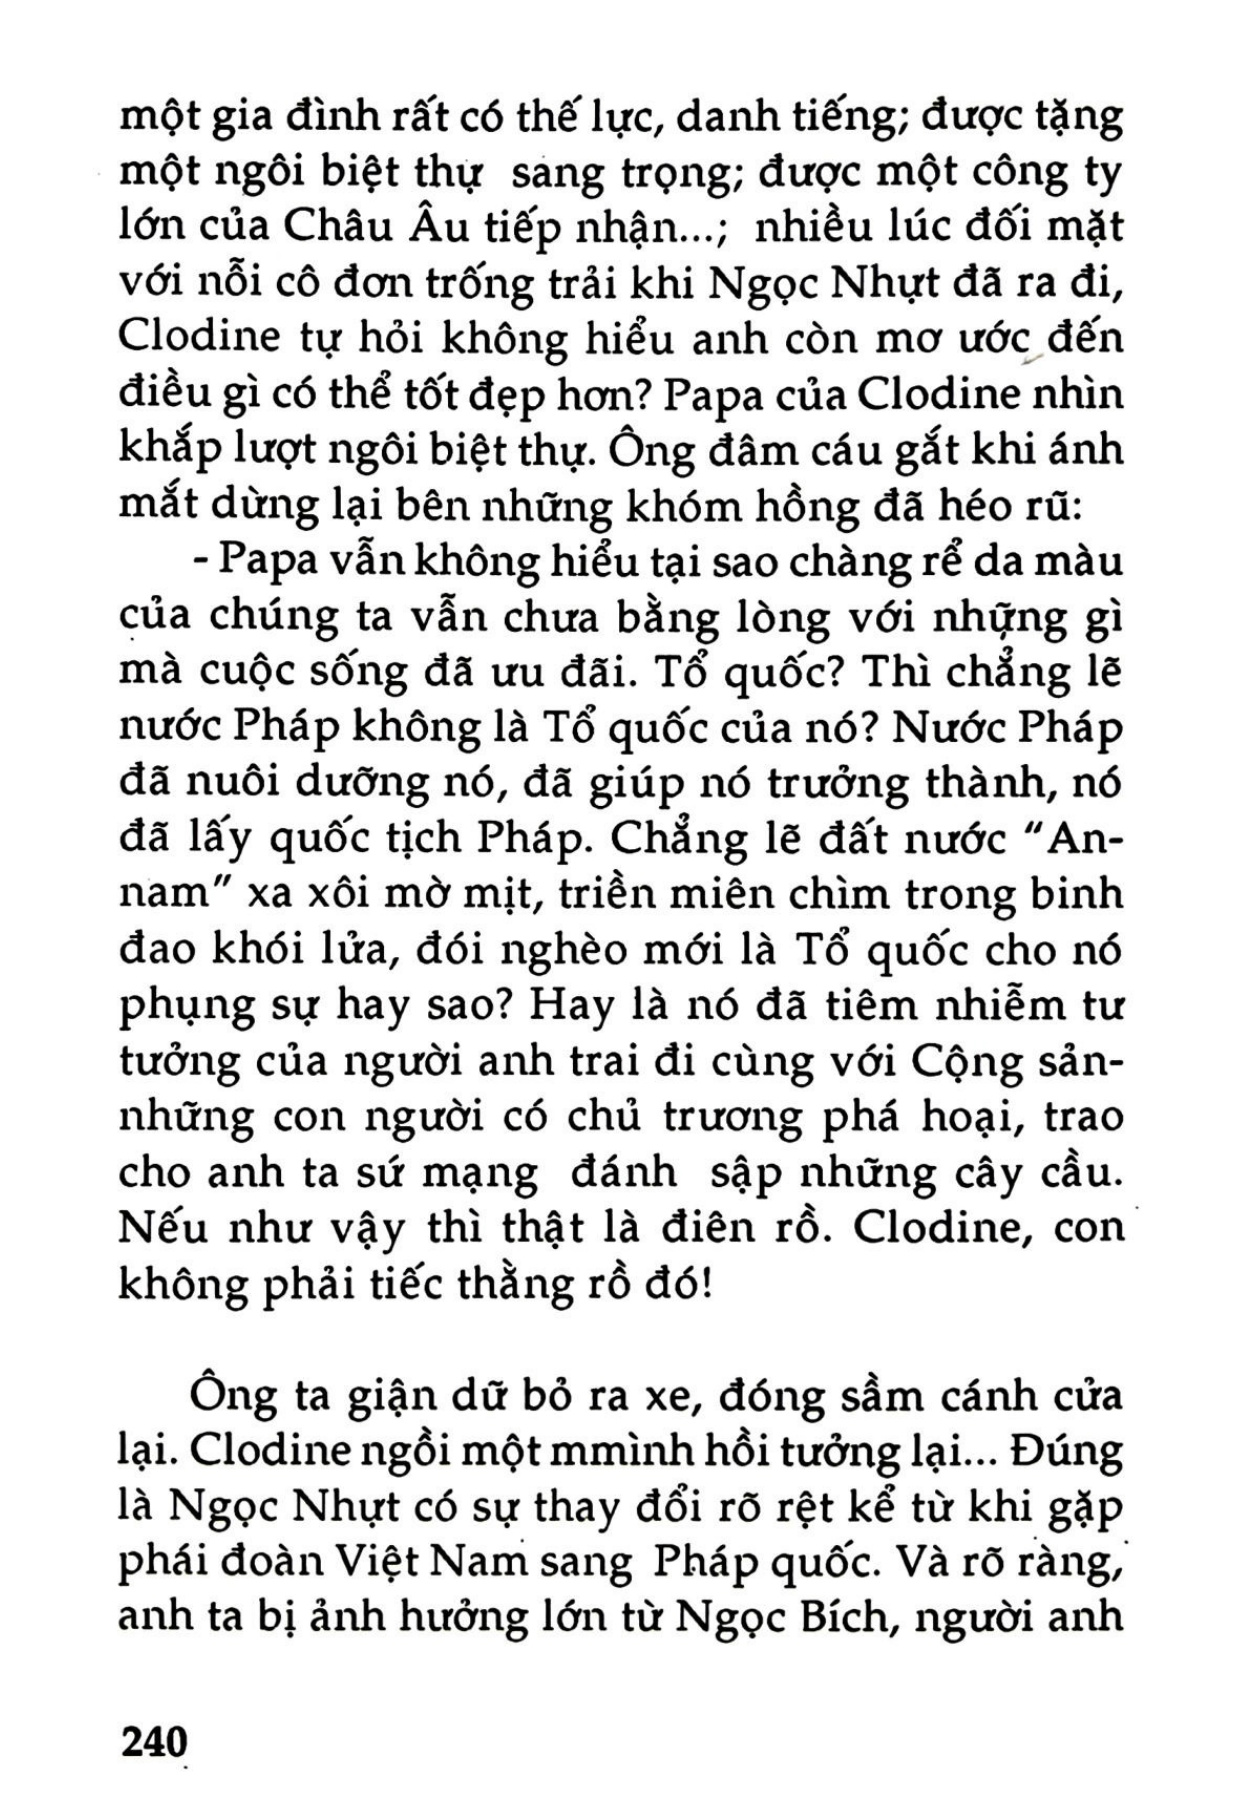 một gia đình rất có thế lực, danh tiếng; được tặng
một ngôi biệt thự sang trọng; được một công ty
lớn của Châu Âu tiếp nhận...; nhiều lúc đối mặt
với nỗi cô đơn trống trải khi Ngọc Nhựt đã ra đi,
Clodine tự hỏi không hiểu anh còn mơ ước đến
điều gì có thể tốt đẹp hơn? Papa của Clodine nhìn
khắp lượt ngôi biệt thự. Ông đâm cáu gắt khi ánh
mắt dừng lại bên những khóm hồng đã héo rũ:
- Papa vẫn không hiểu tại sao chàng rể da màu
của chúng ta vẫn chưa bằng lòng với những gì
mà cuộc sống đã ưu đãi. Tổ quốc? Thì chẳng lẽ
nước Pháp không là Tổ quốc của nó? Nước Pháp
đã nuôi dưỡng nó, đã giúp nó trưởng thành, nó
đã lấy quốc tịch Pháp. Chẳng lẽ đất nước "An-
nam" xa xôi mờ mịt, triền miên chìm trong binh
đao khói lửa, đói nghèo mới là Tổ quốc cho nó
phụng sự hay sao? Hay là nó đã tiêm nhiễm tư
tưởng của người anh trai đi cùng với Cộng sản-
những con người có chủ trương phá hoại, trao
cho anh ta sứ mạng đánh sập những cây cầu.
Nếu như vậy thì thật là điên rồ. Clodine, con
không phải tiếc thằng rồ đó!
Ông ta giận dữ bỏ ra xe, đóng sầm cánh cửa
lại. Clodine ngồi một mmình hồi tưởng lại... Đúng
là Ngọc Nhựt có sự thay đổi rõ rệt kể từ khi gặp
phái đoàn Việt Nam sang Pháp quốc. Và rõ ràng,
anh ta bị ảnh hưởng lớn từ Ngọc Bích, người anh
240